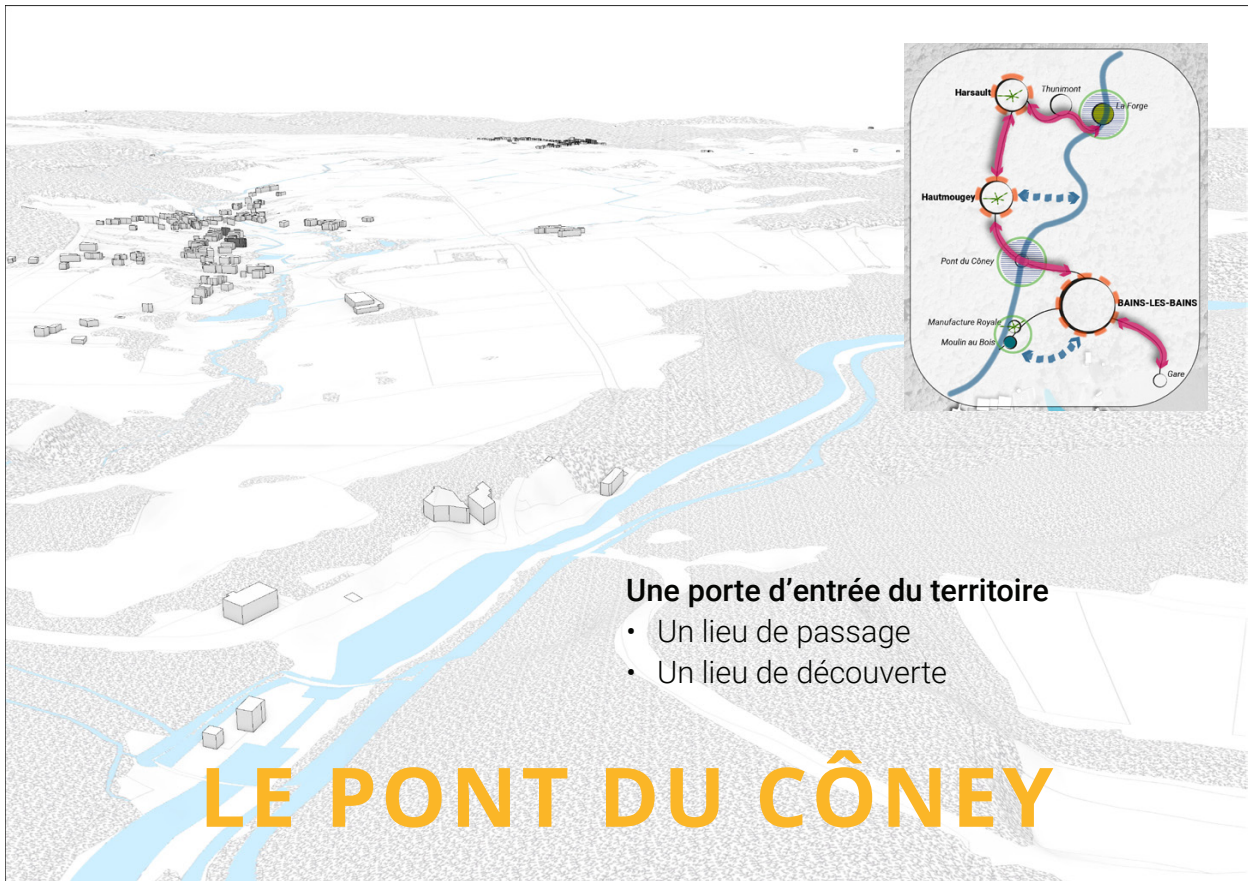 Harsault
Thunimont
La Forge
Hautmougey
Pont du Côney
BAINS-LES-BAINS
Manufacture Royale
Moulin au Bois
Gare
Une porte d’entrée du territoire
• Un lieu de passage
• Un lieu de découverte
LE PONT DU CÔNEY